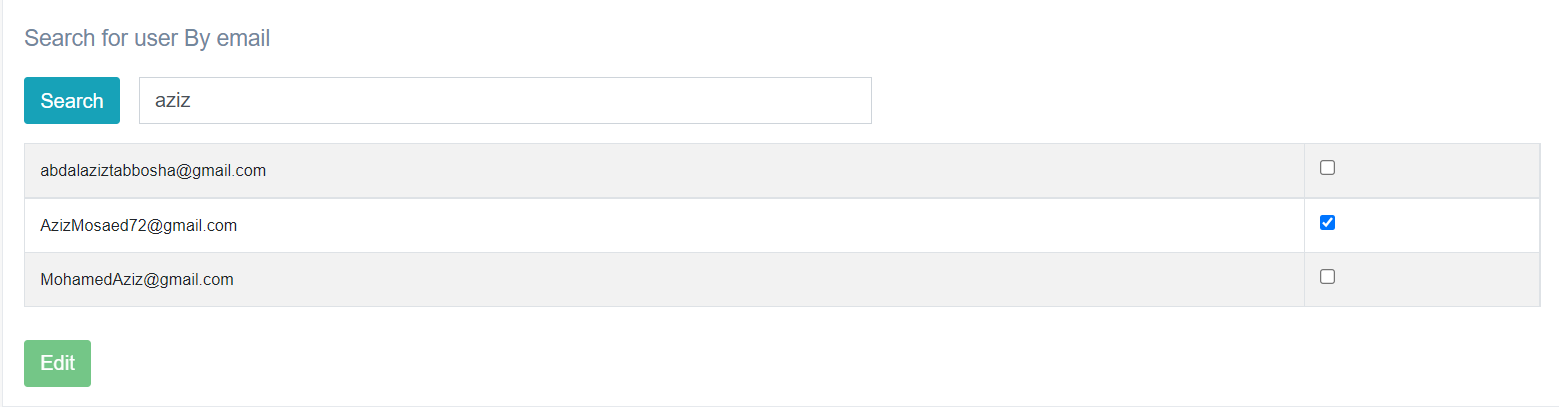 Search for user By email
Search
aziz
abdalaziztabbosha@gmail.com
AzizMosaed72@gmail.com
MohamedAziz@gmail.com
Edit